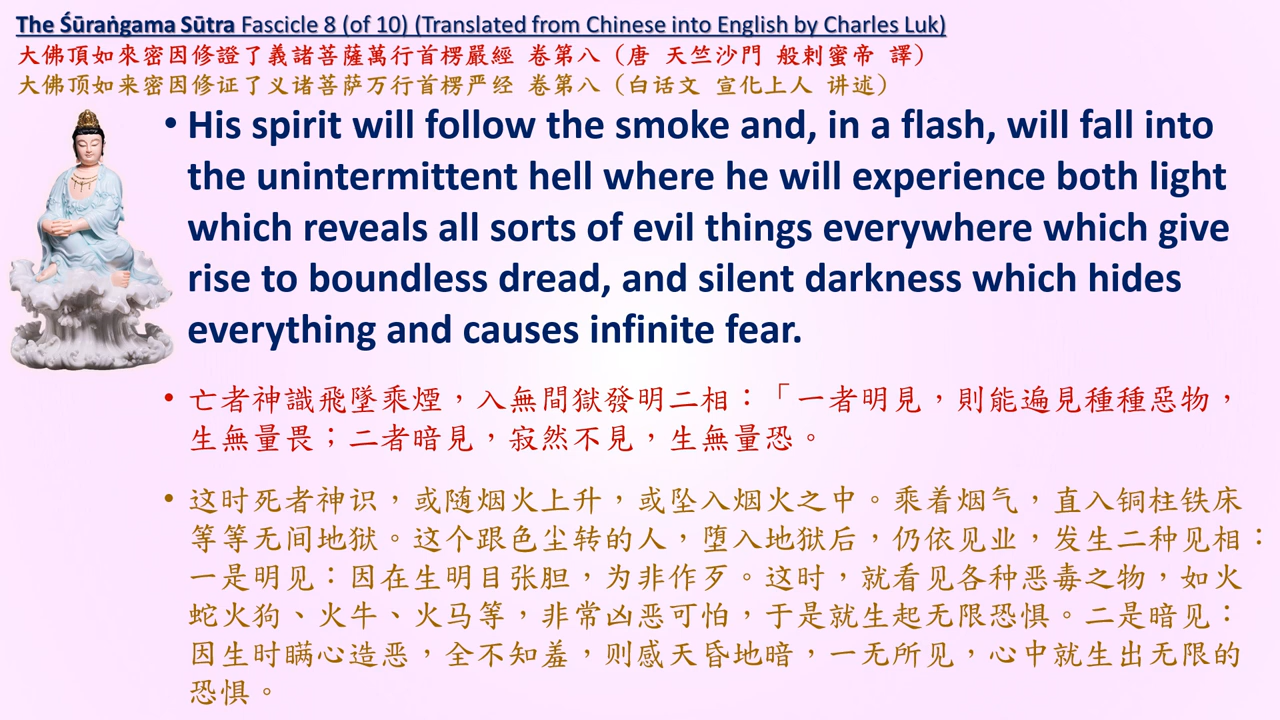 The Śūraṅgama Sūtra Fascicle 8 (of 10) (Translated from Chinese into English by Charles Luk)
大佛頂如來密因修證了義諸菩薩萬行首楞嚴經 卷第八（唐 天竺沙門 般剌蜜帝 譯）
大佛顶如来密因修证了义诸菩萨万行首楞严经 卷第八（白话文 宣化上人 讲述）
• His spirit will follow the smoke and, in a flash, will fall into
the unintermittent hell where he will experience both light
which reveals all sorts of evil things everywhere which give
rise to boundless dread, and silent darkness which hides
everything and causes infinite fear.
• 亡者神識飛墜乘煙，入無間獄發明二相：「一者明見，則能遍見種種惡物，
生無量畏；二者暗見，寂然不見，生無量恐。
• 这时死者神识，或随烟火上升，或坠入烟火之中。乘着烟气，直入铜柱铁床
等等无间地狱。这个跟色尘转的人，堕入地狱后，仍依见业，发生二种见相：
一是明见：因在生明目张胆，为非作歹。这时，就看见各种恶毒之物，如火
蛇火狗、火牛、火马等，非常凶恶可怕，于是就生起无限恐惧。二是暗见：
因生时瞒心造恶，全不知羞，则感天昏地暗，一无所见，心中就生出无限的
恐惧。